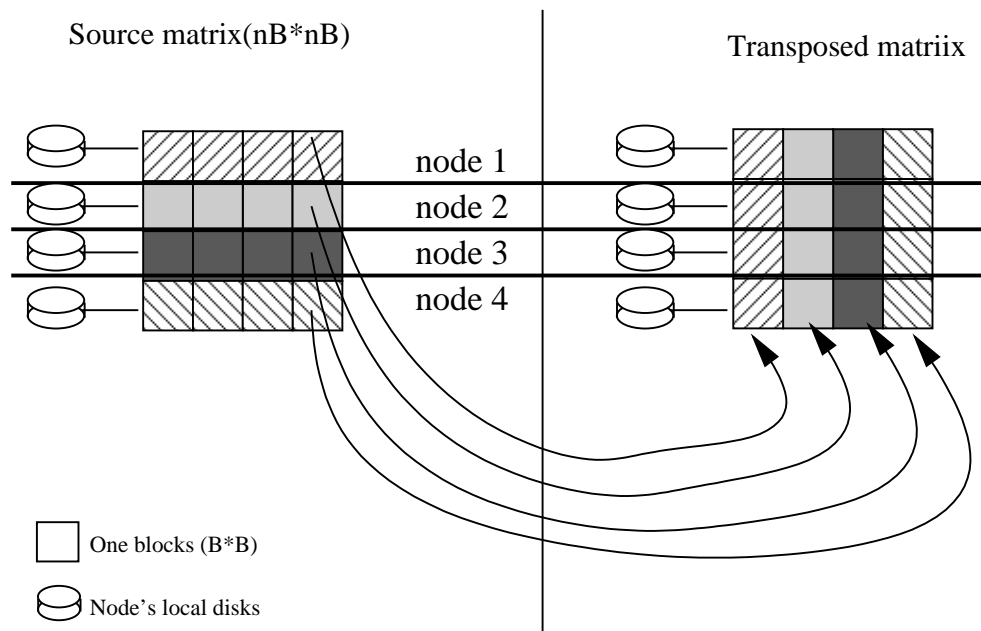 Source matrix(nB*nB)
Transposed matriix
node 1
node 2
node 3
node 4
One blocks (B*B)
Node's local disks